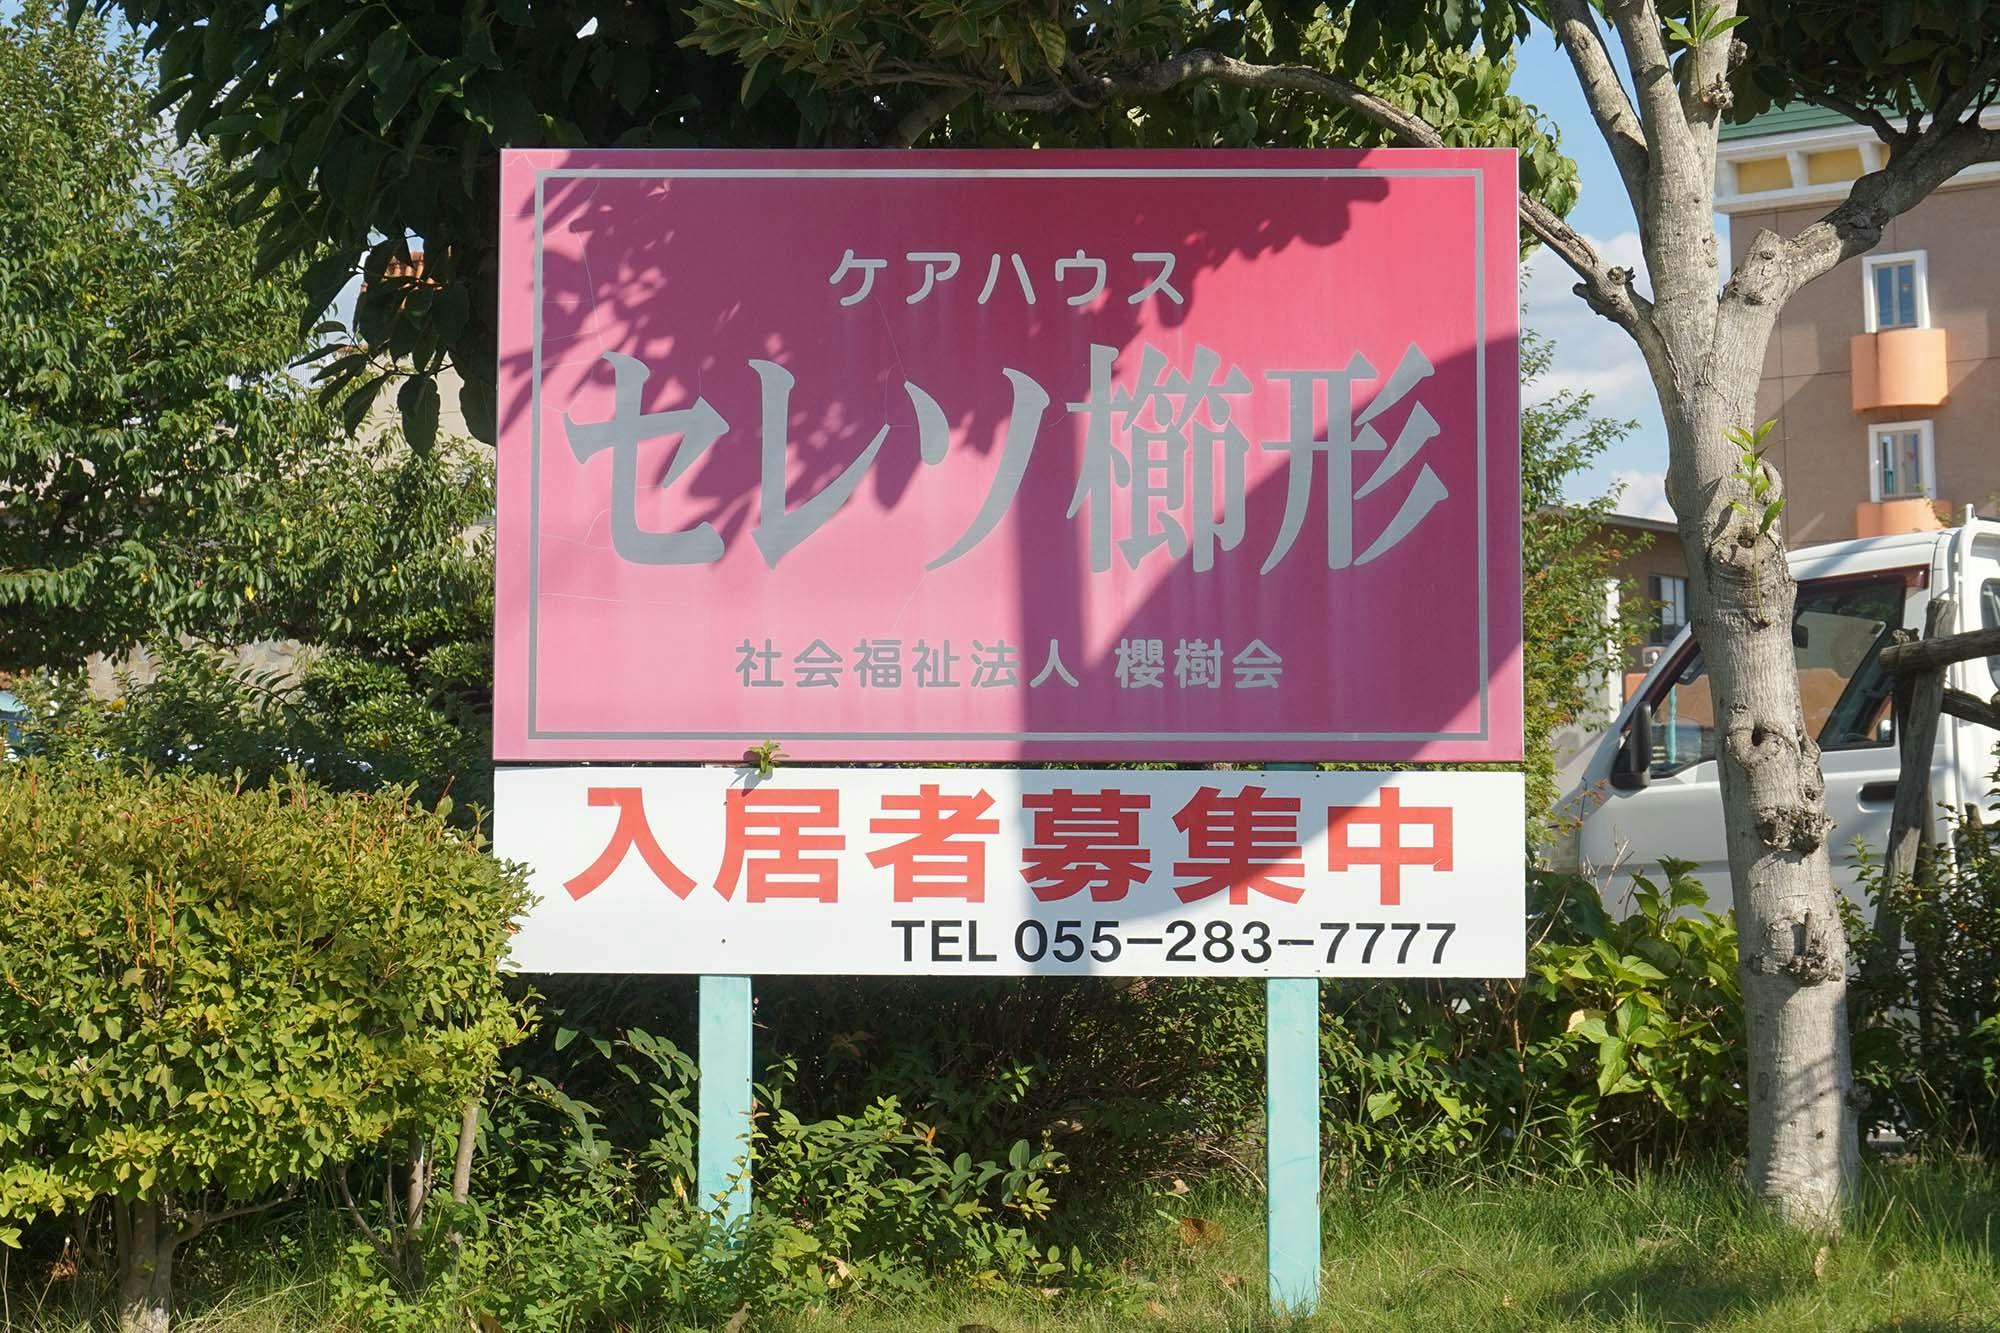 ケアハウス
セレソ櫛形
社会福祉法人 櫻樹会
入居者募集中
TEL 055-283-7777